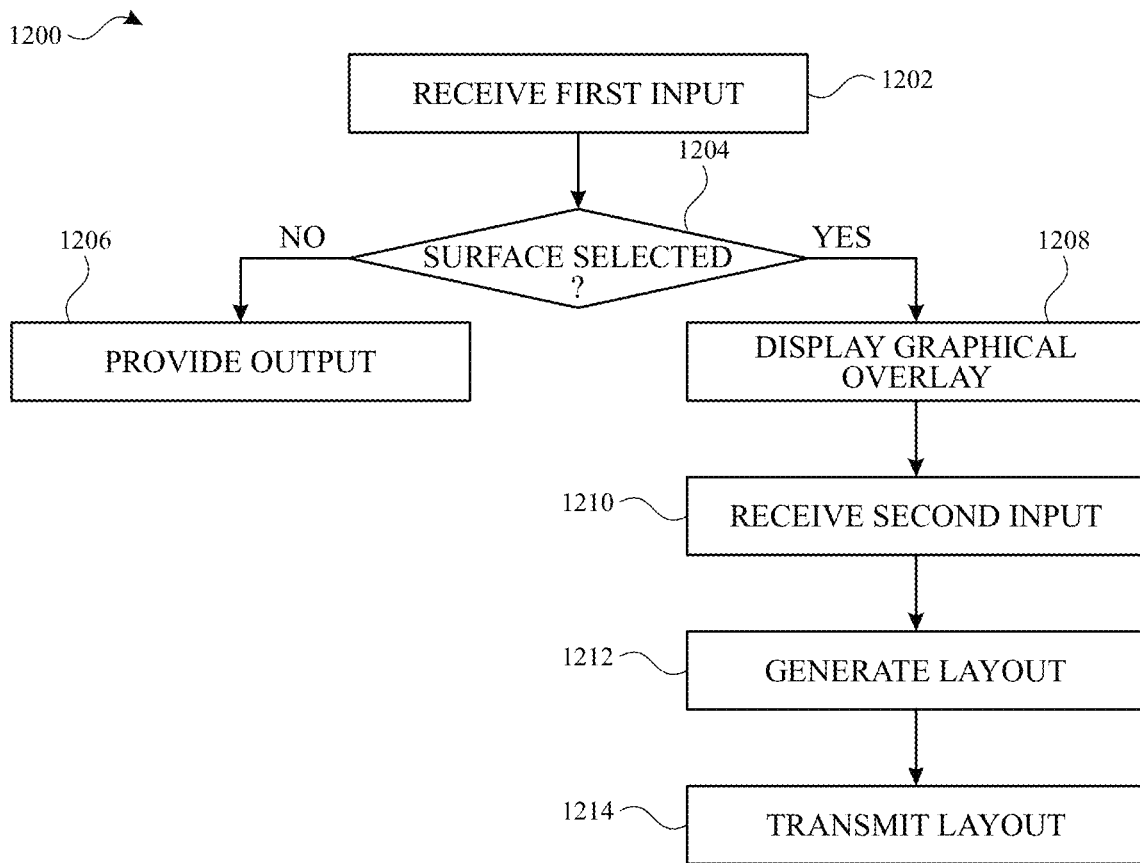 1200
RECEIVE FIRST INPUT
1202
1204
NO
SURFACE SELECTED
?
YES
1206
PROVIDE OUTPUT
1208
DISPLAY GRAPHICAL
OVERLAY
1210
RECEIVE SECOND INPUT
1212
GENERATE LAYOUT
1214
TRANSMIT LAYOUT